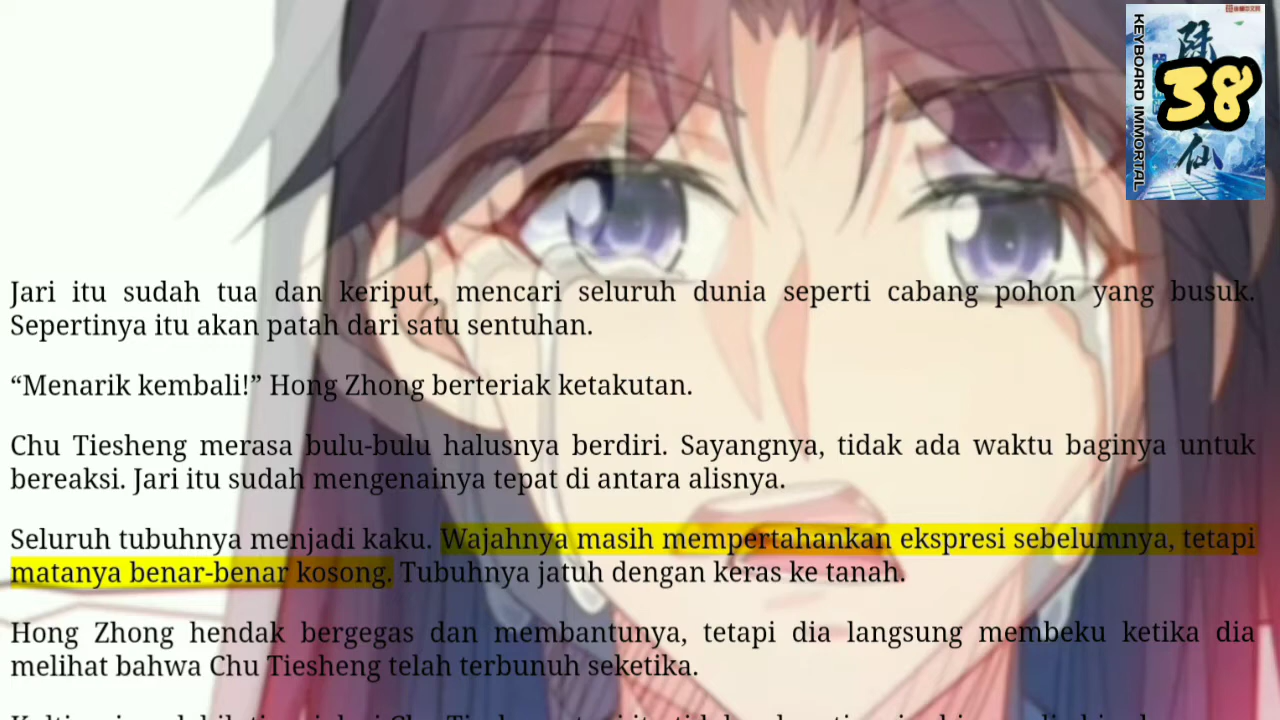 KEYBOARD IMMORTAL
38
仙
Jari itu sudah tua dan keriput, mencari seluruh dunia seperti cabang pohon yang busuk.
Sepertinya itu akan patah dari satu sentuhan.
“Menarik kembali!” Hong Zhong berteriak ketakutan.
Chu Tiesheng merasa bulu-bulu halusnya berdiri. Sayangnya, tidak ada waktu baginya untuk
bereaksi. Jari itu sudah mengenainya tepat di antara alisnya.
Seluruh tubuhnya menjadi kaku. Wajahnya masih mempertahankan ekspresi sebelumnya, tetapi
matanya benar-benar kosong. Tubuhnya jatuh dengan keras ke tanah.
Hong Zhong hendak bergegas dan membantunya, tetapi dia langsung membeku ketika dia
melihat bahwa Chu Tiesheng telah terbunuh seketika.